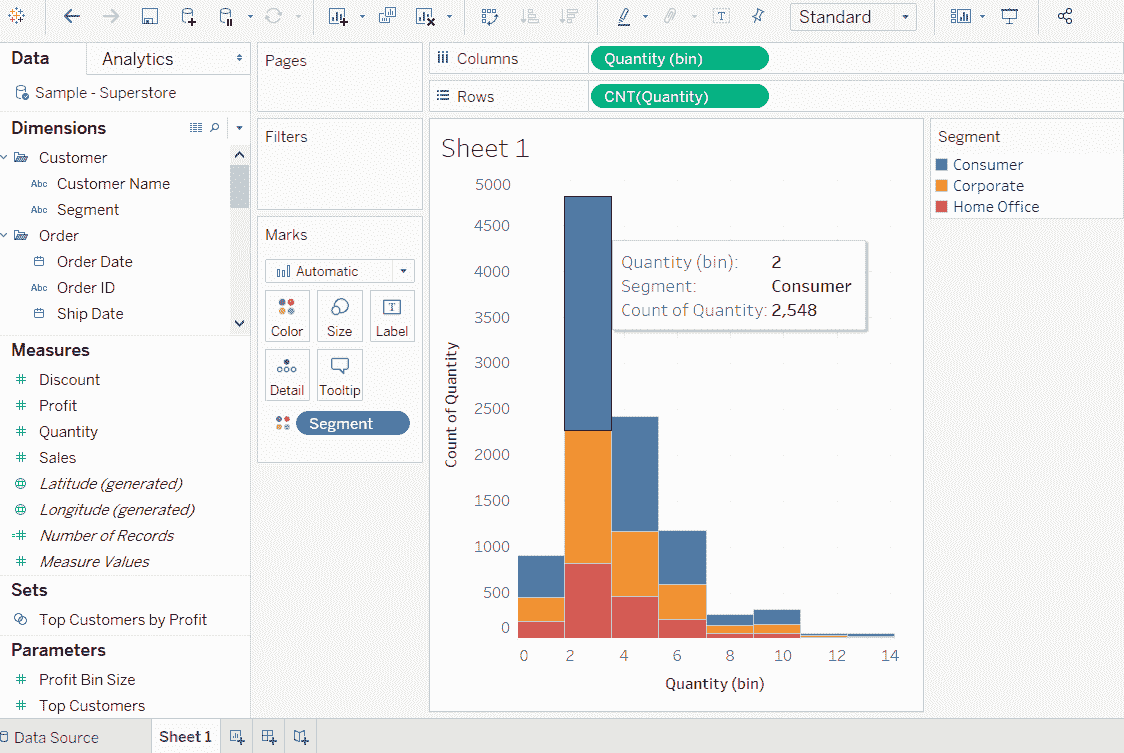 Standard
Data
Analytics
Sample - Superstore
Dimensions
Customer
Abc Customer Name
Abc Segment
Order
Order Date
Abc Order ID
Ship Date
Measures
# Discount
# Profit
# Quantity
# Sales
Latitude (generated)
Longitude (generated)
=# Number of Records
# Measure Values
Sets
Top Customers by Profit
Parameters
# Profit Bin Size
# Top Customers
Pages
Filters
Marks
Automatic
Color
Size
T
Label
Detail
Tooltip
Segment
Columns
Quantity (bin)
Rows
CNT(Quantity)
Sheet 1
5000
4500
4000
3500
3000
2500
2000
1500
1000
500
0
Count of Quantity
Quantity (bin): 2
Segment: Consumer
Count of Quantity: 2,548
0 2 4 6 8 10 12 14
Quantity (bin)
Segment
Consumer
Corporate
Home Office
Data Source
Sheet 1